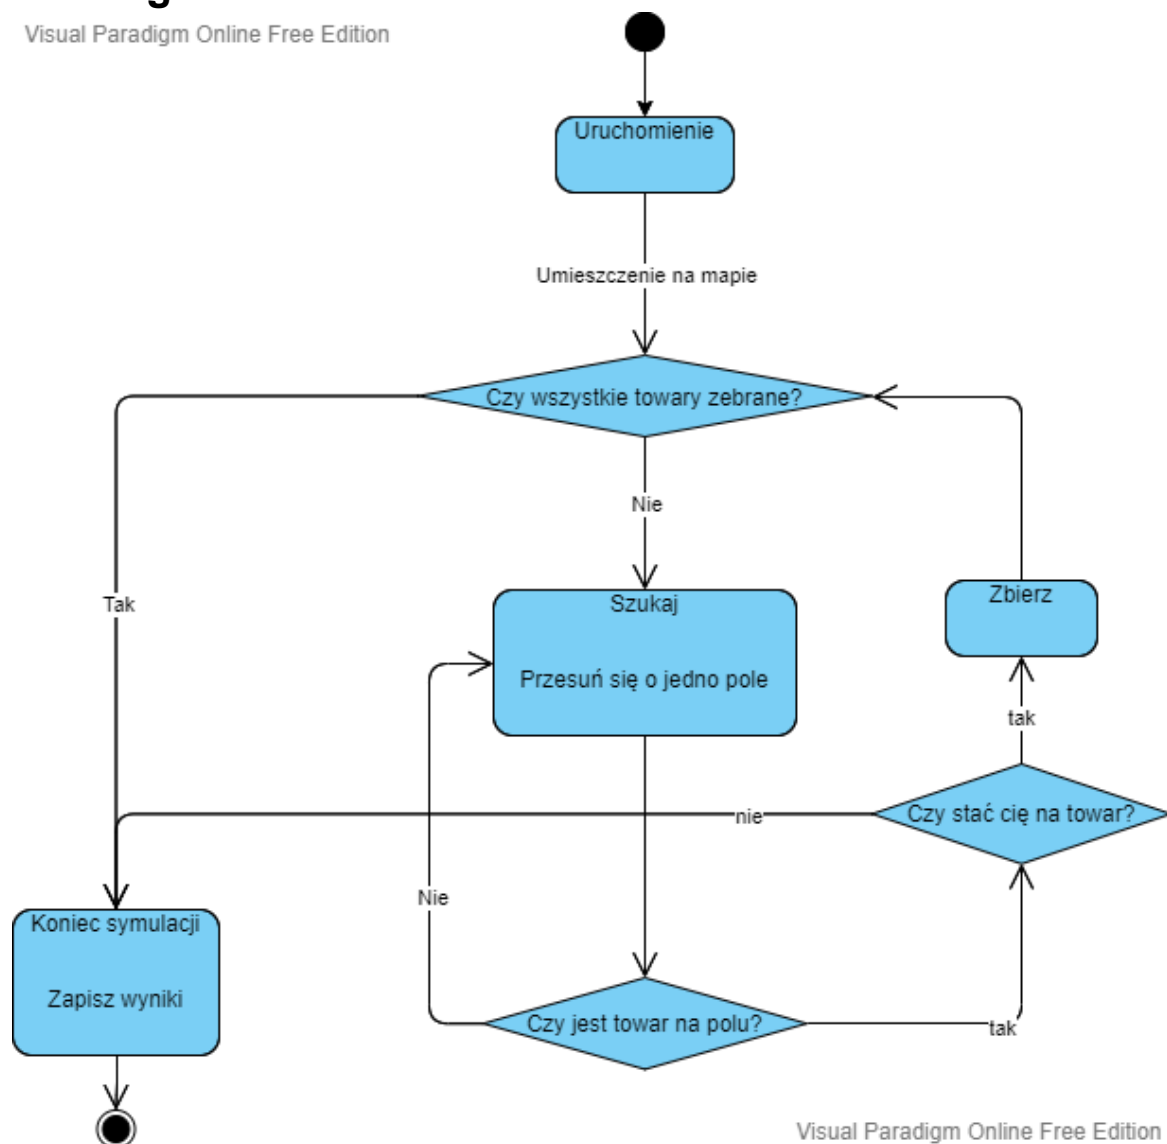 Visual Paradigm Online Free Edition
Uruchomienie
Umieszczenie na mapie
Czy wszystkie towary zebrane?
Nie
Tak
Szukaj
Przesuń się o jedno pole
Zbierz
tak
Czy stać cię na towar?
nie
Nie
Koniec symulacji
Zapisz wyniki
Czy jest towar na polu?
tak
Visual Paradigm Online Free Edition